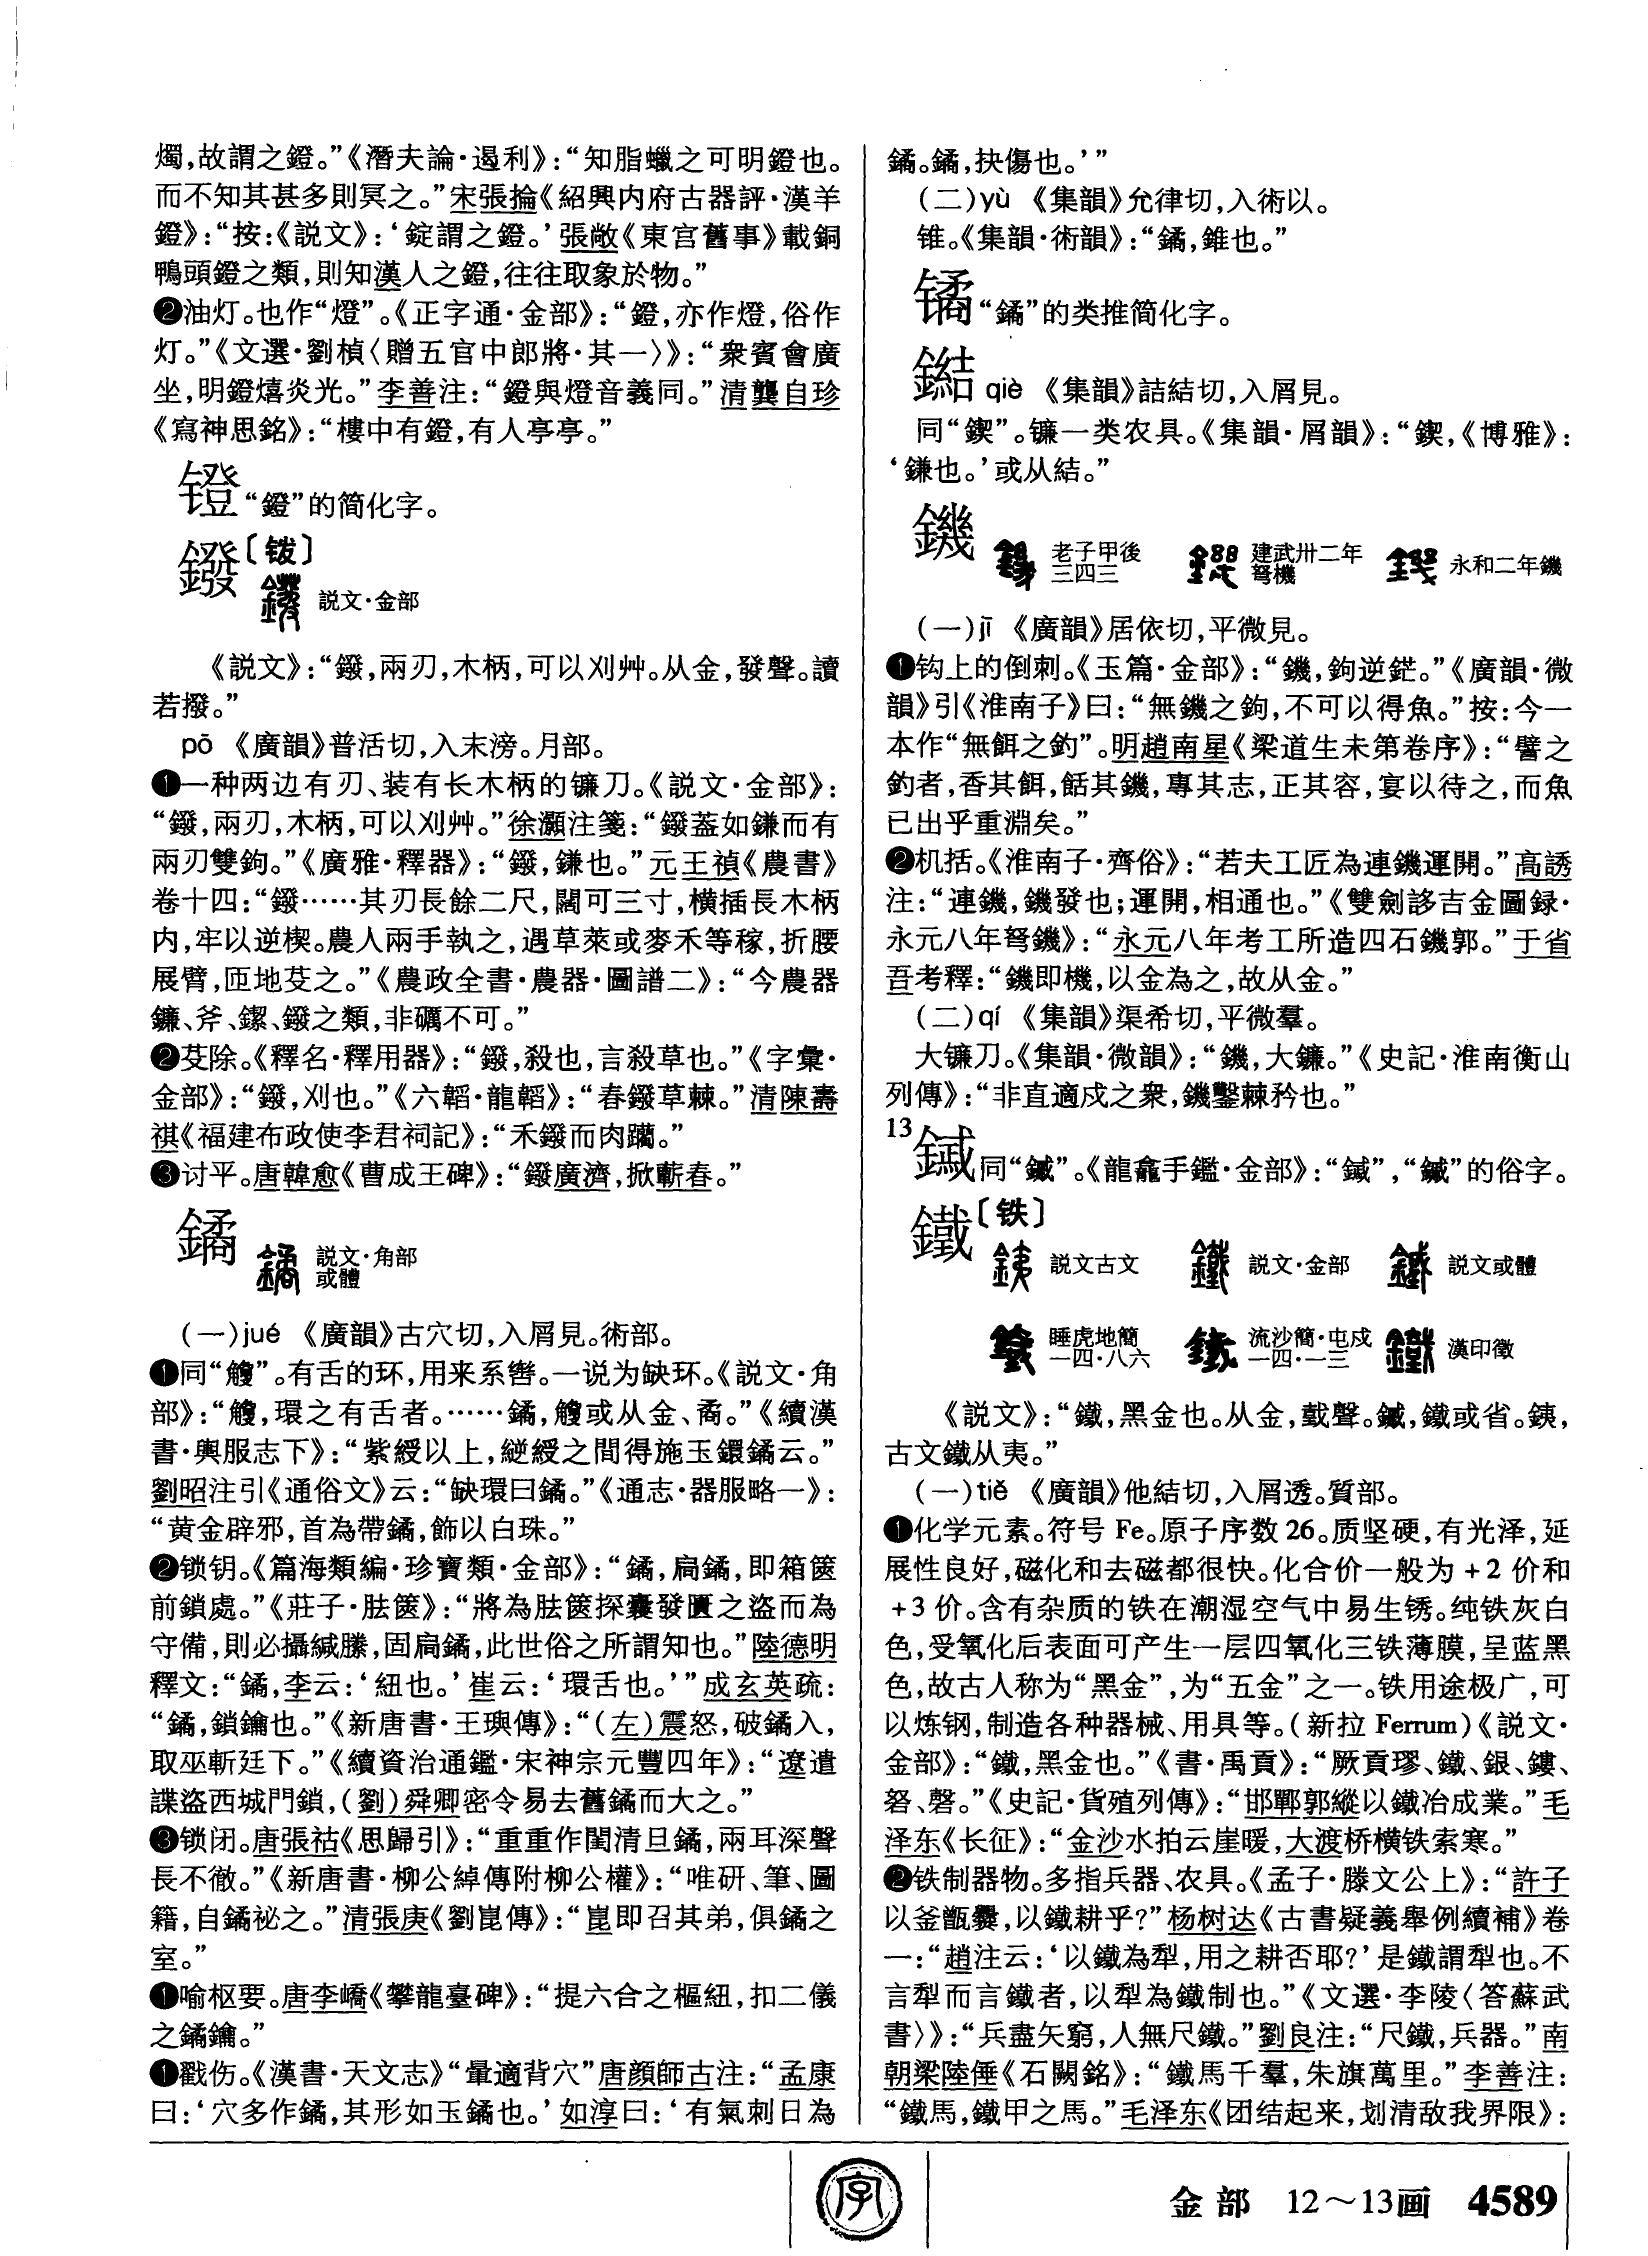 燭,故謂之鐙。”《潛夫論·遏利》:“知脂蠟之可明鐙也。
而不知其甚多則冥之。”宋張掄《紹興内府古器評·漢羊
鐙》:“按:《説文》:‘錠謂之鐙。’張敞《東宫舊事》載銅
鴨頭鐙之類,則知漢人之鐙,往往取象於物。”
❷油灯。也作“燈”。《正字通·金部》:“鐙,亦作燈,俗作
灯。”《文選·劉楨〈贈五官中郎將·其一〉》:“衆賓會廣
坐,明鐙熺炎光。”李善注:“鐙與燈音義同。”清龔自珍
《寫神思銘》:“樓中有鐙,有人亭亭。”
镫“鐙”的简化字。
鏺〔䥽〕
説文·金部
《説文》:“鏺,兩刃,木柄,可以刈艸。从金,發聲。讀
若撥。”
pō 《廣韻》普活切,入末滂。月部。
❶一种两边有刃、装有长木柄的镰刀。《説文·金部》:
“鏺,兩刃,木柄,可以刈艸。”徐灝注箋:“鏺蓋如鎌而有
兩刃雙鉤。”《廣雅·釋器》:“鏺,鎌也。”元王禎《農書》
卷十四:“鏺……其刃長餘二尺,闊可三寸,横插長木柄
内,牢以逆楔。農人兩手執之,遇草萊或麥禾等稼,折腰
展臂,匝地芟之。”《農政全書·農器·圖譜二》:“今農器
鐮、斧、鏍、鏺之類,非礪不可。”
❷芟除。《釋名·釋用器》:“鏺,殺也,言殺草也。”《字彙·
金部》:“鏺,刈也。”《六韜·龍韜》:“春鏺草棘。”清陳壽
祺《福建布政使李君祠記》:“禾鏺而肉躪。”
❸讨平。唐韓愈《曹成王碑》:“鏺廣濟,掀蘄春。”
鐍
説文·角部
或體
(一)jué 《廣韻》古穴切,入屑見。術部。
❶同“觼”。有舌的环,用来系辔。一说为缺环。《説文·角
部》:“觼,環之有舌者。……鐍,觼或从金、矞。”《續漢
書·輿服志下》:“紫綬以上,縌綬之間得施玉鐶鐍云。”
劉昭注引《通俗文》云:“缺環曰鐍。”《通志·器服略一》:
“黄金辟邪,首為帶鐍,飾以白珠。”
❷锁钥。《篇海類編·珍寶類·金部》:“鐍,扃鐍,即箱篋
前鎖處。”《莊子·胠篋》:“將為胠篋探囊發匱之盗而為
守備,則必攝緘縢,固扃鐍,此世俗之所謂知也。”陸德明
釋文:“鐍,李云:‘紐也。’崔云:‘環舌也。’”成玄英疏:
“鐍,鎖鑰也。”《新唐書·王璵傳》:“(左)震怒,破鐍入,
取巫斬廷下。”《續資治通鑑·宋神宗元豐四年》:“遼遣
諜盜西城門鎖,(劉)舜卿密令易去舊鐍而大之。”
❸锁闭。唐張祜《思歸引》:“重重作閨清旦鐍,兩耳深聲
長不徹。”《新唐書·柳公綽傳附柳公權》:“唯研、筆、圖
籍,自鐍祕之。”清張庚《劉崑傳》:“崑即召其弟,俱鐍之
室。”
❶喻枢要。唐李嶠《攀龍臺碑》:“提六合之樞紐,扣二儀
之鐍鑰。”
❶戳伤。《漢書·天文志》“暈適背穴”唐顔師古注:“孟康
曰:‘穴多作鐍,其形如玉鐍也。’如淳曰:‘有氣刺日為
鐍。鐍,抉傷也。’”
(二)yù 《集韻》允律切,入術以。
锥。《集韻·術韻》:“鐍,錐也。”
𫔎“鐍”的类推简化字。
qiè 《集韻》詰結切,入屑見。
同“鍥”。镰一类农具。《集韻·屑韻》:“鍥,《博雅》:
‘鎌也。’或从結。”
鐖
老子甲後
三四三
建武卅二年
弩機
永和二年鐖
(一)jī 《廣韻》居依切,平微見。
❶钩上的倒刺。《玉篇·金部》:“鐖,鉤逆鋩。”《廣韻·微
韻》引《淮南子》曰:“無鐖之鉤,不可以得魚。”按:今一
本作“無餌之釣”。明趙南星《梁道生未第卷序》:“譬之
釣者,香其餌,餂其鐖,專其志,正其容,宴以待之,而魚
已出乎重淵矣。”
❷机括。《淮南子·齊俗》:“若夫工匠為連鐖運開。”高誘
注:“連鐖,鐖發也;運開,相通也。”《雙劍誃吉金圖録·
永元八年弩鐖》:“永元八年考工所造四石鐖郭。”于省
吾考釋:“鐖即機,以金為之,故从金。”
(二)qí 《集韻》渠希切,平微羣。
大镰刀。《集韻·微韻》:“鐖,大鐮。”《史記·淮南衡山
列傳》:“非直適戍之衆,鐖鑿棘矜也。”
13
同“鐡”。《龍龕手鑑·金部》:“”,“”的俗字。
鐵〔铁〕
説文古文
説文·金部
説文或體
睡虎地簡
一四·八六
流沙簡·屯戍
一四·一三
漢印徵
《説文》:“鐵,黑金也。从金,𢧜聲。,鐵或省。銕,
古文鐵从夷。”
(一)tiě 《廣韻》他結切,入屑透。質部。
❶化学元素。符号 Fe。原子序数 26。质坚硬,有光泽,延
展性良好,磁化和去磁都很快。化合价一般为 +2 价和
+3 价。含有杂质的铁在潮湿空气中易生锈。纯铁灰白
色,受氧化后表面可产生一层四氧化三铁薄膜,呈蓝黑
色,故古人称为“黑金”,为“五金”之一。铁用途极广,可
以炼钢,制造各种器械、用具等。(新拉 Ferrum)《説文·
金部》:“鐵,黑金也。”《書·禹貢》:“厥貢璆、鐵、銀、鏤、
砮、磬。”《史記·貨殖列傳》:“邯鄲郭縱以鐵冶成業。”毛
泽东《长征》:“金沙水拍云崖暖,大渡桥横铁索寒。”
❷铁制器物。多指兵器、农具。《孟子·滕文公上》:“許子
以釜甑爨,以鐵耕乎?”杨树达《古書疑義舉例續補》卷
一:“趙注云:‘以鐵為犁,用之耕否耶?’是鐵謂犁也。不
言犁而言鐵者,以犁為鐵制也。”《文選·李陵〈答蘇武
書〉》:“兵盡矢窮,人無尺鐵。”劉良注:“尺鐵,兵器。”南
朝梁陸倕《石闕銘》:“鐵馬千羣,朱旗萬里。”李善注:
“鐵馬,鐵甲之馬。”毛泽东《团结起来,划清敌我界限》:
字
金部 12～13画 4589